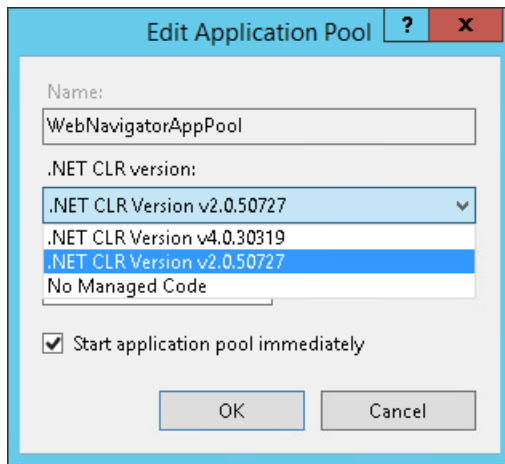 Edit Application Pool
?
x
Name:
WebNavigatorAppPool
.NET CLR version:
.NET CLR Version v2.0.50727
.NET CLR Version v4.0.30319
.NET CLR Version v2.0.50727
No Managed Code
Start application pool immediately
OK
Cancel